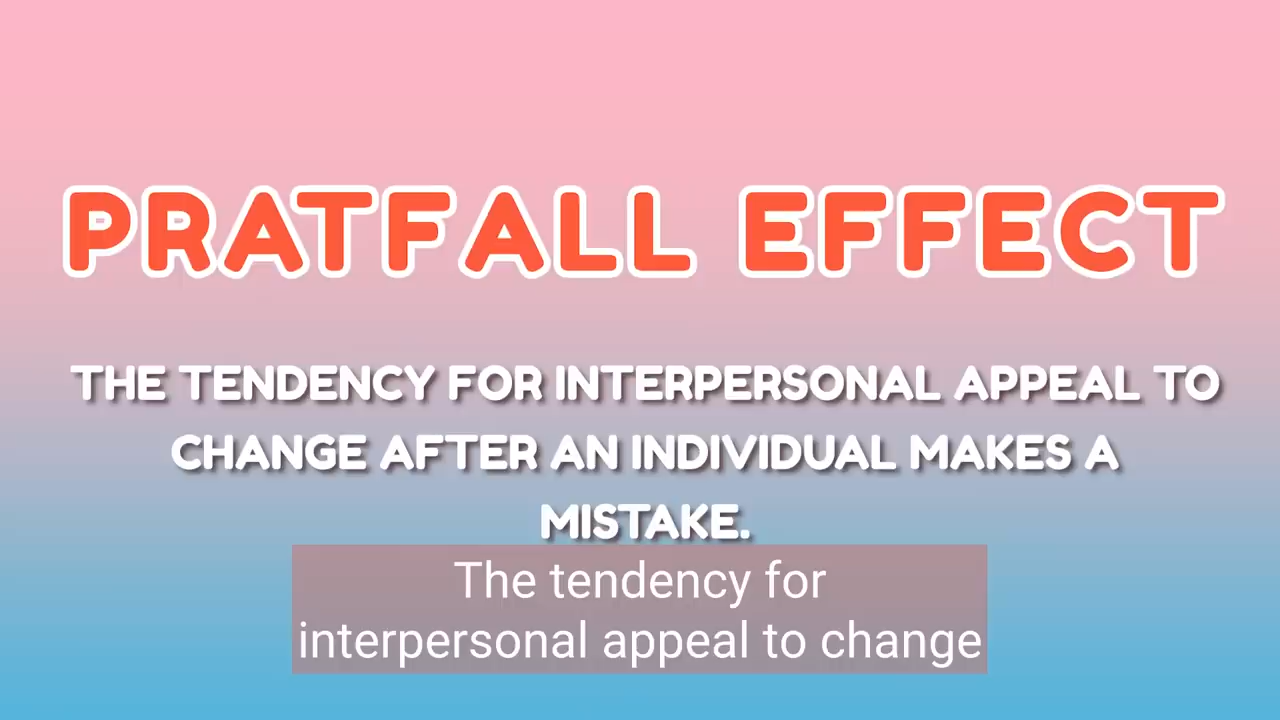 PRATFALL EFFECT
THE TENDENCY FOR INTERPERSONAL APPEAL TO
CHANGE AFTER AN INDIVIDUAL MAKES A
MISTAKE.
The tendency for
interpersonal appeal to change